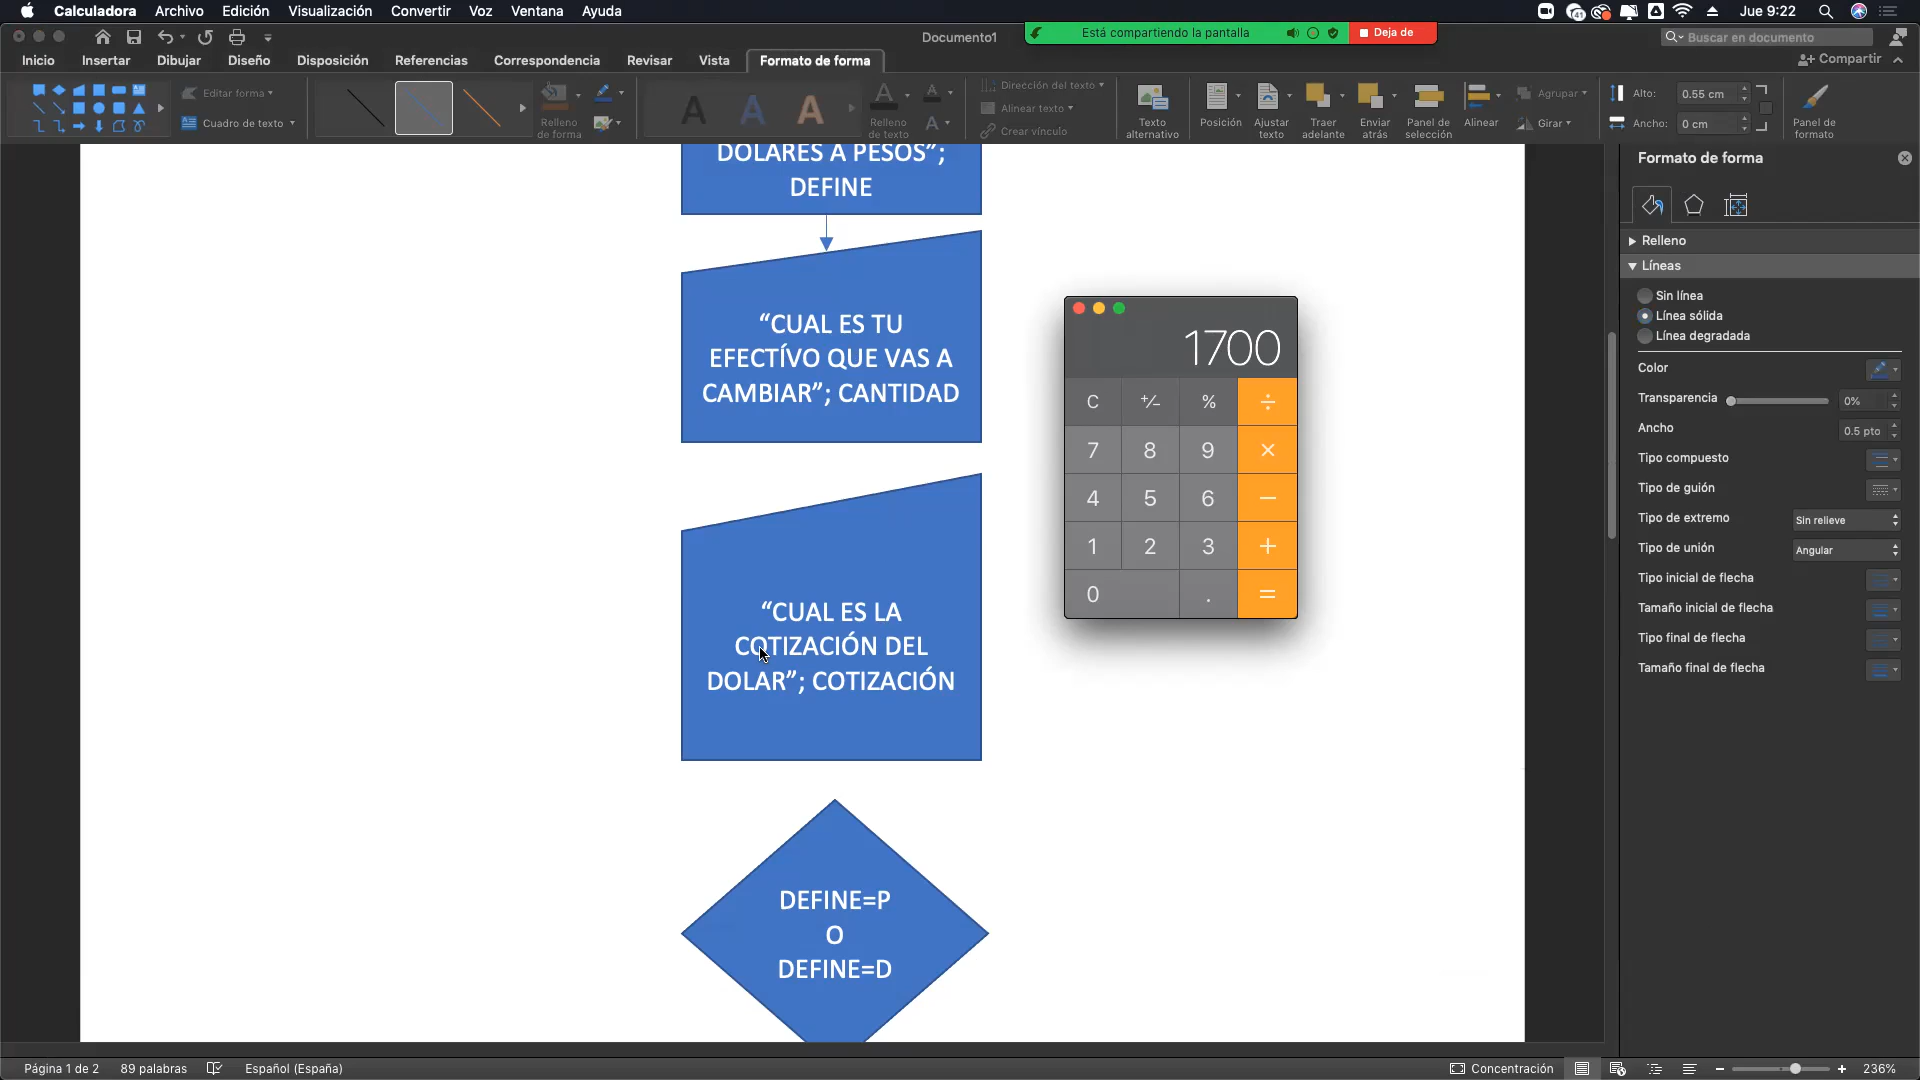 Calculadora Archivo Edición Visualización Convertir Voz Ventana Ayuda
41
Jue 9:22
Documento1
Está compartiendo la pantalla
Deja de
Buscar en documento
Inicio Insertar Dibujar Diseño Disposición Referencias Correspondencia Revisar Vista Formato de forma
Compartir
Editar forma
Cuadro de texto
Relleno
de forma
A A A
Relleno
de texto
Dirección del texto
Alinear texto
Crear vínculo
Texto
alternativo
Posición
Ajustar
texto
Traer
adelante
Enviar
atrás
Panel de
selección
Alinear
Agrupar
Girar
Alto: 0.55 cm
Ancho: 0 cm
Panel de
formato
DOLARES A PESOS”;
DEFINE
“CUAL ES TU
EFECTÍVO QUE VAS A
CAMBIAR”; CANTIDAD
“CUAL ES LA
COTIZACIÓN DEL
DOLAR”; COTIZACIÓN
DEFINE=P
O
DEFINE=D
1700
C +/− % ÷
7 8 9 ×
4 5 6 −
1 2 3 +
0 . =
Formato de forma
Relleno
Líneas
Sin línea
Línea sólida
Línea degradada
Color
Transparencia 0%
Ancho 0.5 pto
Tipo compuesto
Tipo de guión
Tipo de extremo Sin relieve
Tipo de unión Angular
Tipo inicial de flecha
Tamaño inicial de flecha
Tipo final de flecha
Tamaño final de flecha
Página 1 de 2 89 palabras Español (España)
Concentración
236%